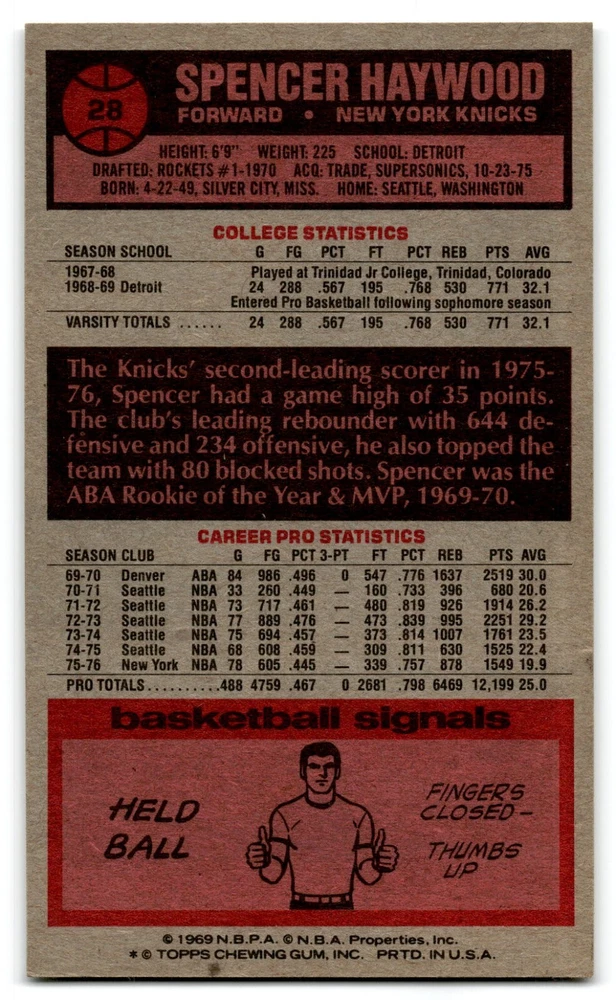 28
SPENCER HAYWOOD
FORWARD • NEW YORK KNICKS
HEIGHT: 6'9" WEIGHT: 225 SCHOOL: DETROIT
DRAFTED: ROCKETS #1-1970 ACQ: TRADE, SUPERSONICS, 10-23-75
BORN: 4-22-49, SILVER CITY, MISS. HOME: SEATTLE, WASHINGTON
COLLEGE STATISTICS
SEASON SCHOOL G FG PCT FT PCT REB PTS AVG
1967-68 Played at Trinidad Jr College, Trinidad, Colorado
1968-69 Detroit 24 288 .567 195 .768 530 771 32.1
Entered Pro Basketball following sophomore season
VARSITY TOTALS ...... 24 288 .567 195 .768 530 771 32.1
The Knicks' second-leading scorer in 1975-
76, Spencer had a game high of 35 points.
The club's leading rebounder with 644 de-
fensive and 234 offensive, he also topped the
team with 80 blocked shots. Spencer was the
ABA Rookie of the Year & MVP, 1969-70.
CAREER PRO STATISTICS
SEASON CLUB G FG PCT 3-PT FT PCT REB PTS AVG
69-70 Denver ABA 84 986 .496 0 547 .776 1637 2519 30.0
70-71 Seattle NBA 33 260 .449 — 160 .733 396 680 20.6
71-72 Seattle NBA 73 717 .461 — 480 .819 926 1914 26.2
72-73 Seattle NBA 77 889 .476 — 473 .839 995 2251 29.2
73-74 Seattle NBA 75 694 .457 — 373 .814 1007 1761 23.5
74-75 Seattle NBA 68 608 .459 — 309 .811 630 1525 22.4
75-76 New York NBA 78 605 .445 — 339 .757 878 1549 19.9
PRO TOTALS..........488 4759 .467 0 2681 .798 6469 12,199 25.0
basketball signals
HELD
BALL
FINGERS
CLOSED –
THUMBS
UP
© 1969 N.B.P.A. © N.B.A. Properties, Inc.
* © TOPPS CHEWING GUM, INC. PRTD. IN U.S.A.